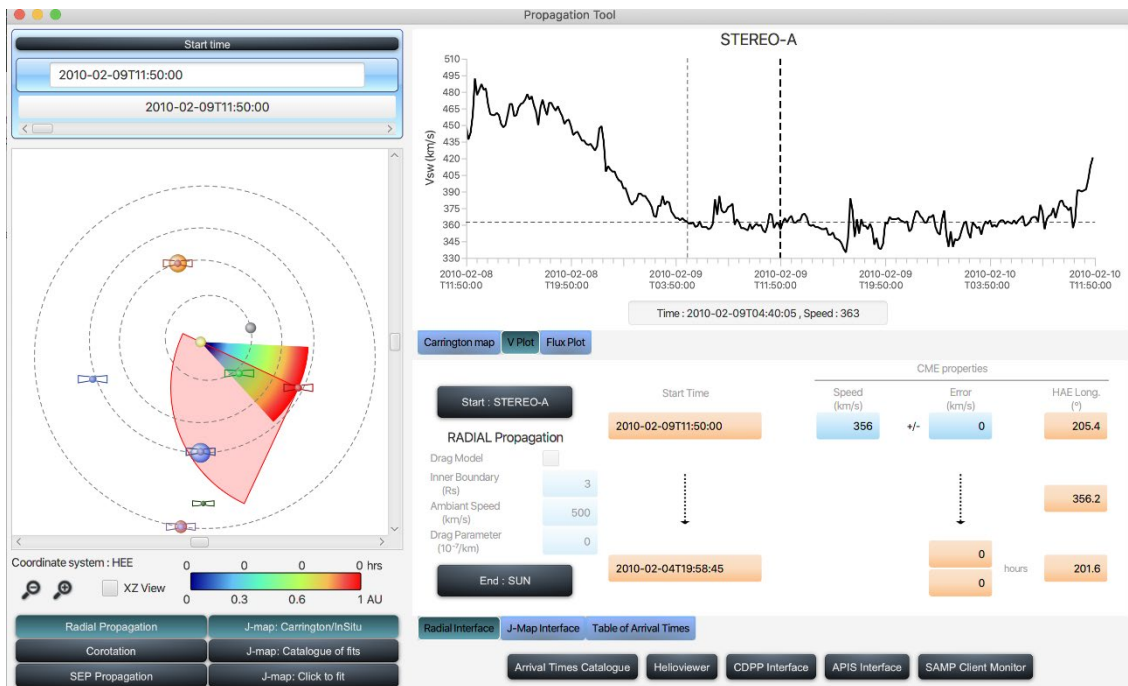 Propagation Tool
Start time
2010-02-09T11:50:00
2010-02-09T11:50:00
Coordinate system : HEE
0 0 0 hrs
XZ View
0 0.3 0.6 1 AU
Radial Propagation
J-map: Carrington/InSitu
Corotation
J-map: Catalogue of fits
SEP Propagation
J-map: Click to fit
STEREO-A
Vsw (km/s)
510
495
480
465
450
435
420
405
390
375
360
345
330
2010-02-08 2010-02-08 2010-02-09 2010-02-09 2010-02-09 2010-02-10 2010-02-10
T11:50:00 T19:50:00 T03:50:00 T11:50:00 T19:50:00 T03:50:00 T11:50:00
Time : 2010-02-09T04:40:05 , Speed : 363
Carrington map
V Plot
Flux Plot
CME properties
Start : STEREO-A
Start Time
Speed
(km/s)
Error
(km/s)
HAE Long.
(°)
2010-02-09T11:50:00
356
+/-
0
205.4
RADIAL Propagation
Drag Model
Inner Boundary
(Rs)
3
356.2
Ambiant Speed
(km/s)
500
Drag Parameter
(10⁻⁷/km)
0
End : SUN
2010-02-04T19:58:45
0
0
hours
201.6
Radial Interface
J-Map Interface
Table of Arrival Times
Arrival Times Catalogue
Helioviewer
CDPP Interface
APIS Interface
SAMP Client Monitor